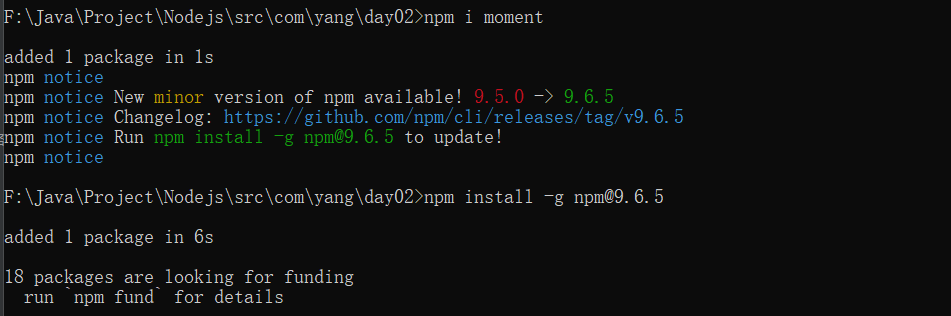 F:\Java\Project\Nodejs\src\com\yang\day02>npm i moment
added 1 package in 1s
npm notice
npm notice New minor version of npm available! 9.5.0 -> 9.6.5
npm notice Changelog: https://github.com/npm/cli/releases/tag/v9.6.5
npm notice Run npm install -g npm@9.6.5 to update!
npm notice
F:\Java\Project\Nodejs\src\com\yang\day02>npm install -g npm@9.6.5
added 1 package in 6s
18 packages are looking for funding
  run `npm fund` for details